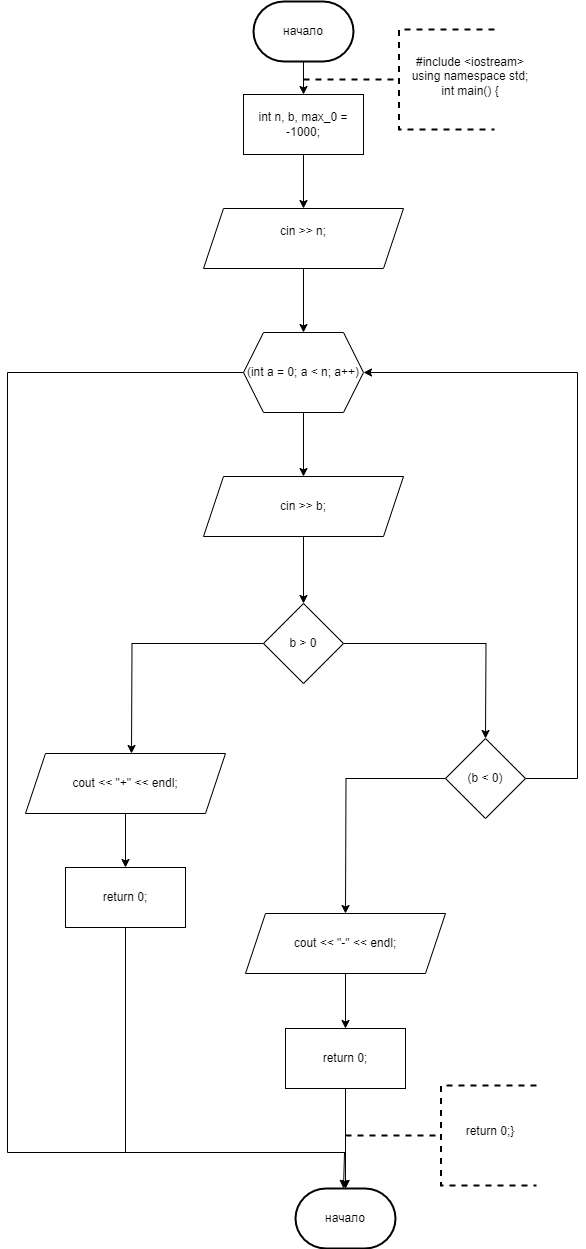 начало
#include <iostream>
using namespace std;
int main() {
int n, b, max_0 =
-1000;
cin >> n;
(int a = 0; a < n; a++)
cin >> b;
b > 0
(b < 0)
cout << "+" << endl;
return 0;
cout << "-" << endl;
return 0;
return 0;}
начало